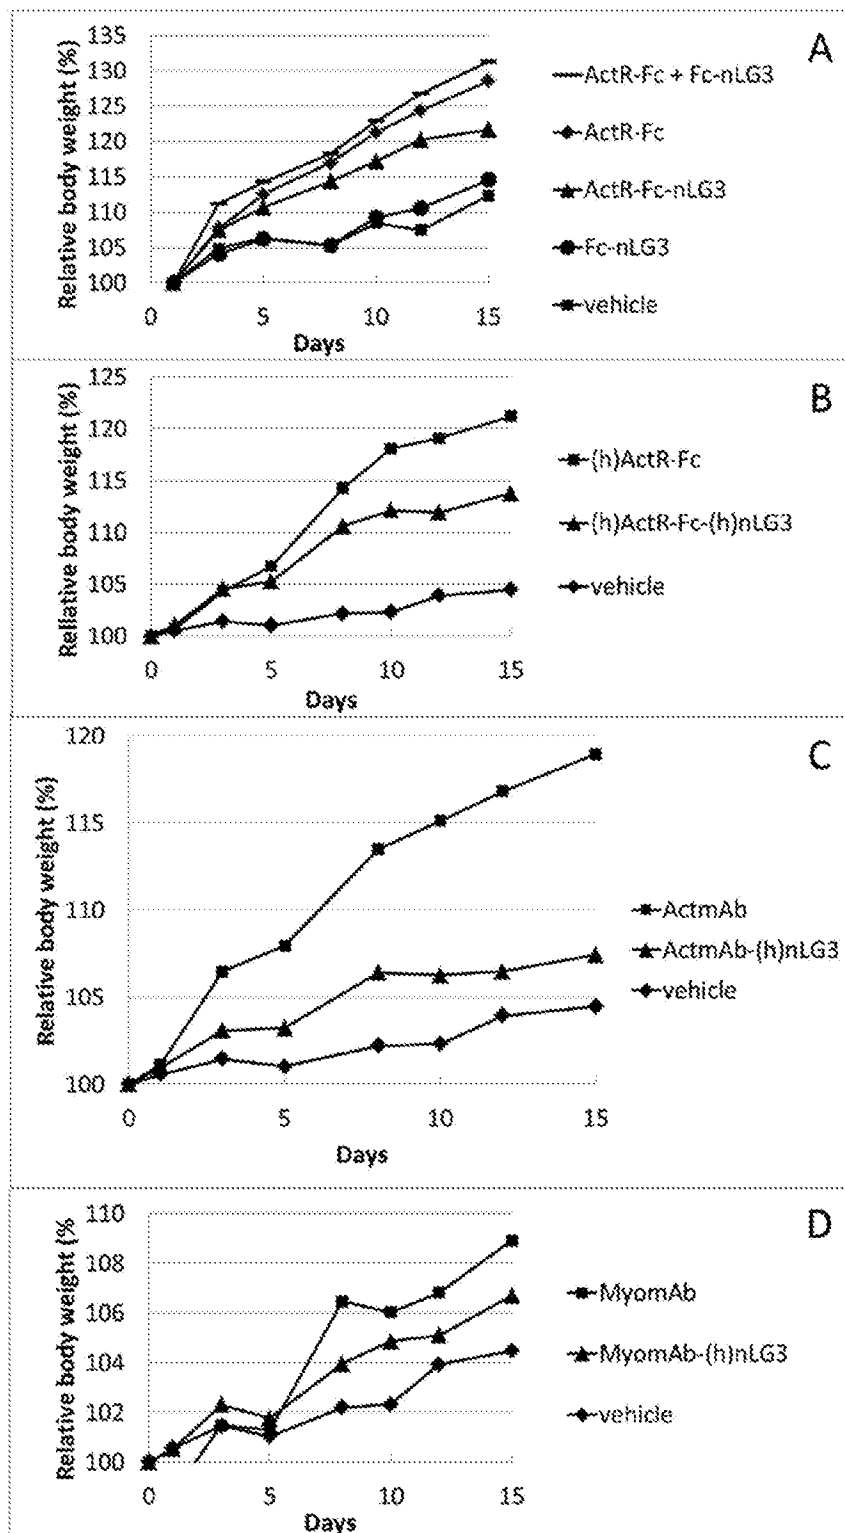 A
Relative body weight (%)
135
130
125
120
115
110
105
100
0 5 10 15
Days
ActR-Fc + Fc-nLG3
ActR-Fc
ActR-Fc-nLG3
Fc-nLG3
vehicle
B
Rellative body weight (%)
125
120
115
110
105
100
0 5 10 15
Days
(h)ActR-Fc
(h)ActR-Fc-(h)nLG3
vehicle
C
Relative body weight (%)
120
115
110
105
100
0 5 10 15
Days
ActmAb
ActmAb-(h)nLG3
vehicle
D
Relative body weight (%
110
108
106
104
102
100
0 5 10 15
Days
MyomAb
MyomAb-(h)nLG3
vehicle